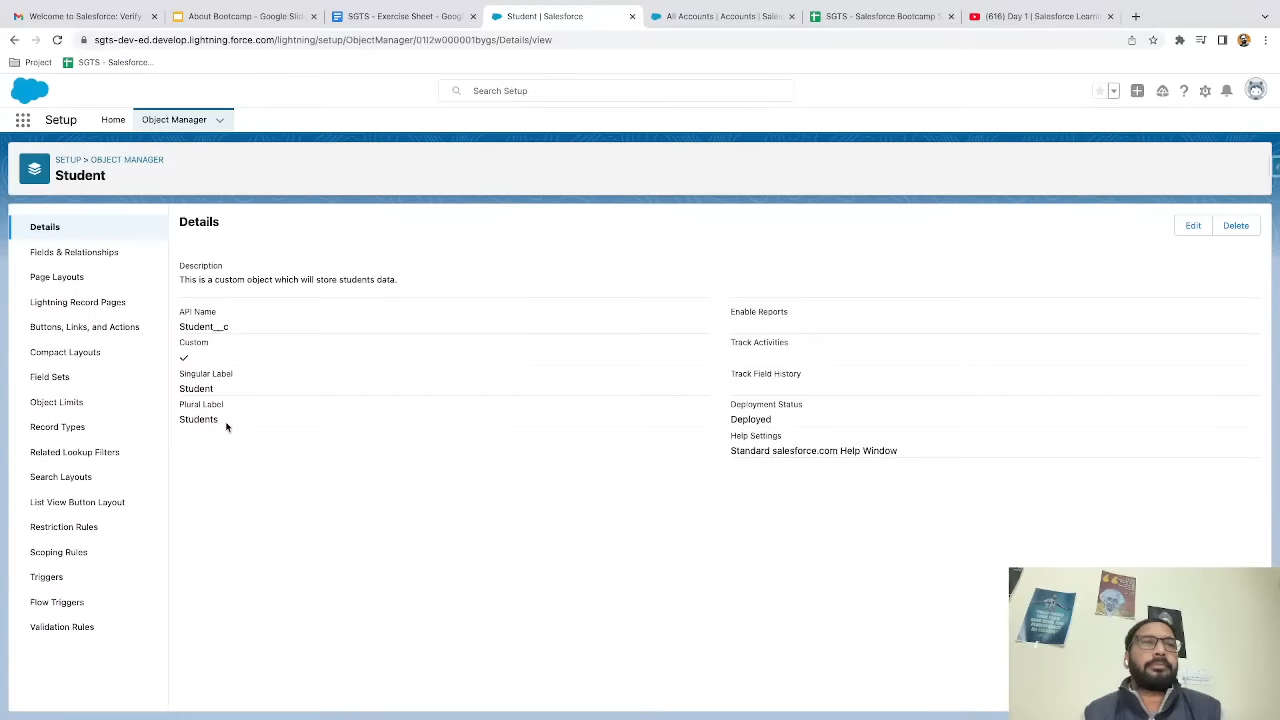 Welcome to Salesforce: Verify
About Bootcamp - Google Slid
SGTS - Exercise Sheet - Googl
Student | Salesforce
All Accounts | Accounts | Sales
SGTS - Salesforce Bootcamp S
(616) Day 1 | Salesforce Learni
sgts-dev-ed.develop.lightning.force.com/lightning/setup/ObjectManager/01I2w000001bygs/Details/view
Project
SGTS - Salesforce...
Search Setup
Setup
Home
Object Manager
SETUP > OBJECT MANAGER
Student
Details
Fields & Relationships
Page Layouts
Lightning Record Pages
Buttons, Links, and Actions
Compact Layouts
Field Sets
Object Limits
Record Types
Related Lookup Filters
Search Layouts
List View Button Layout
Restriction Rules
Scoping Rules
Triggers
Flow Triggers
Validation Rules
Details
Edit
Delete
Description
This is a custom object which will store students data.
API Name
Student__c
Custom
Singular Label
Student
Plural Label
Students
Enable Reports
Track Activities
Track Field History
Deployment Status
Deployed
Help Settings
Standard salesforce.com Help Window